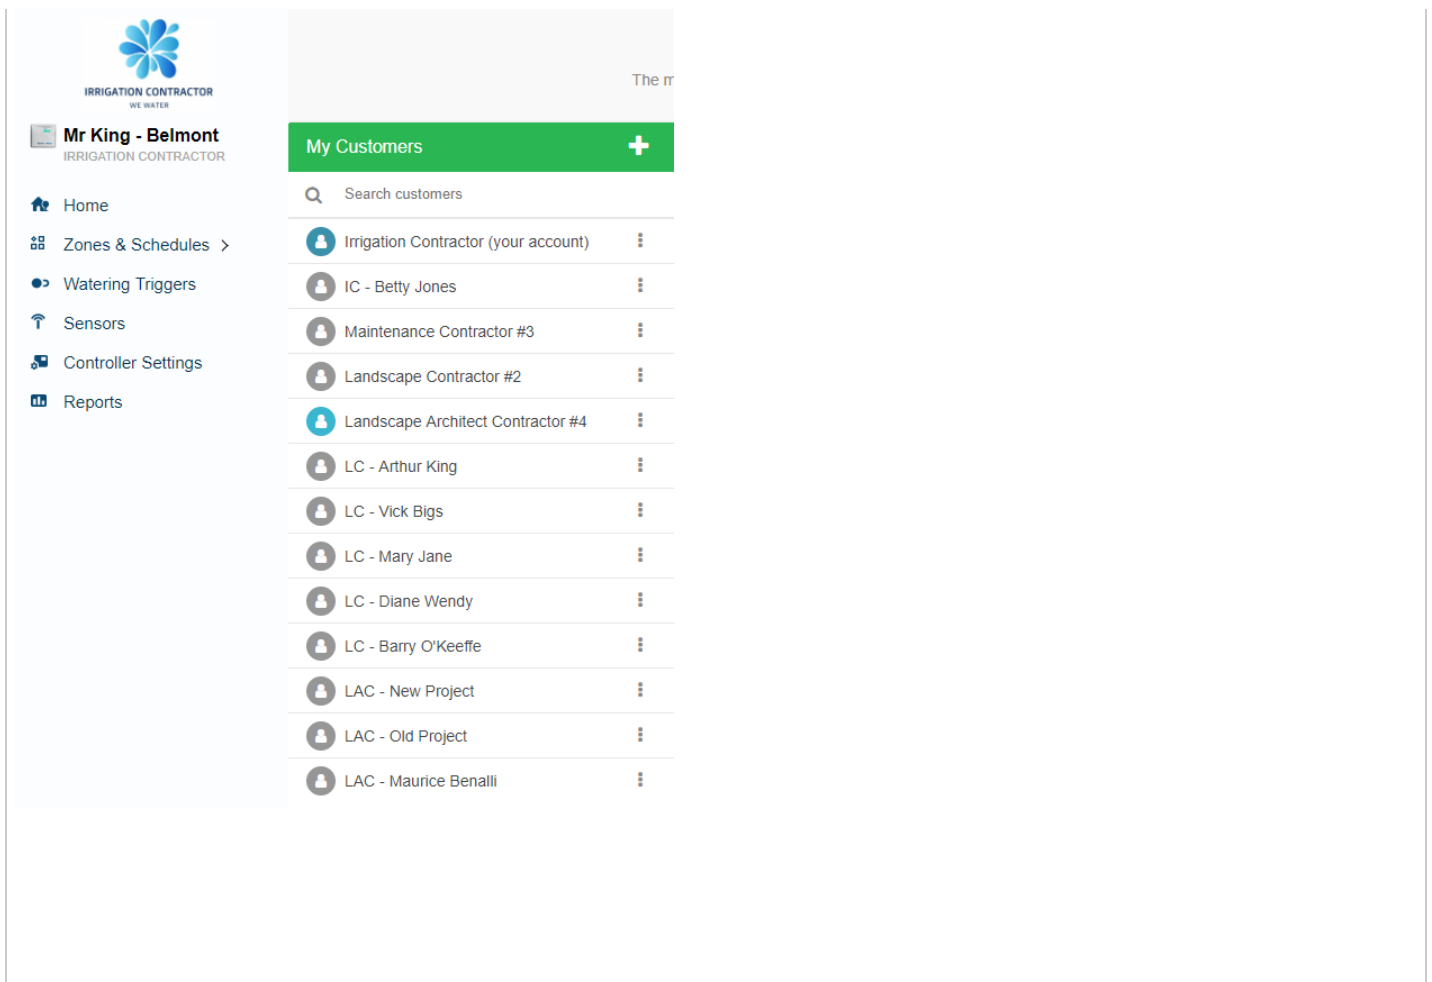 IRRIGATION CONTRACTOR
WE WATER
Mr King - Belmont
IRRIGATION CONTRACTOR
Home
Zones & Schedules
Watering Triggers
Sensors
Controller Settings
Reports
The m
My Customers
Search customers
Irrigation Contractor (your account)
IC - Betty Jones
Maintenance Contractor #3
Landscape Contractor #2
Landscape Architect Contractor #4
LC - Arthur King
LC - Vick Bigs
LC - Mary Jane
LC - Diane Wendy
LC - Barry O'Keeffe
LAC - New Project
LAC - Old Project
LAC - Maurice Benalli